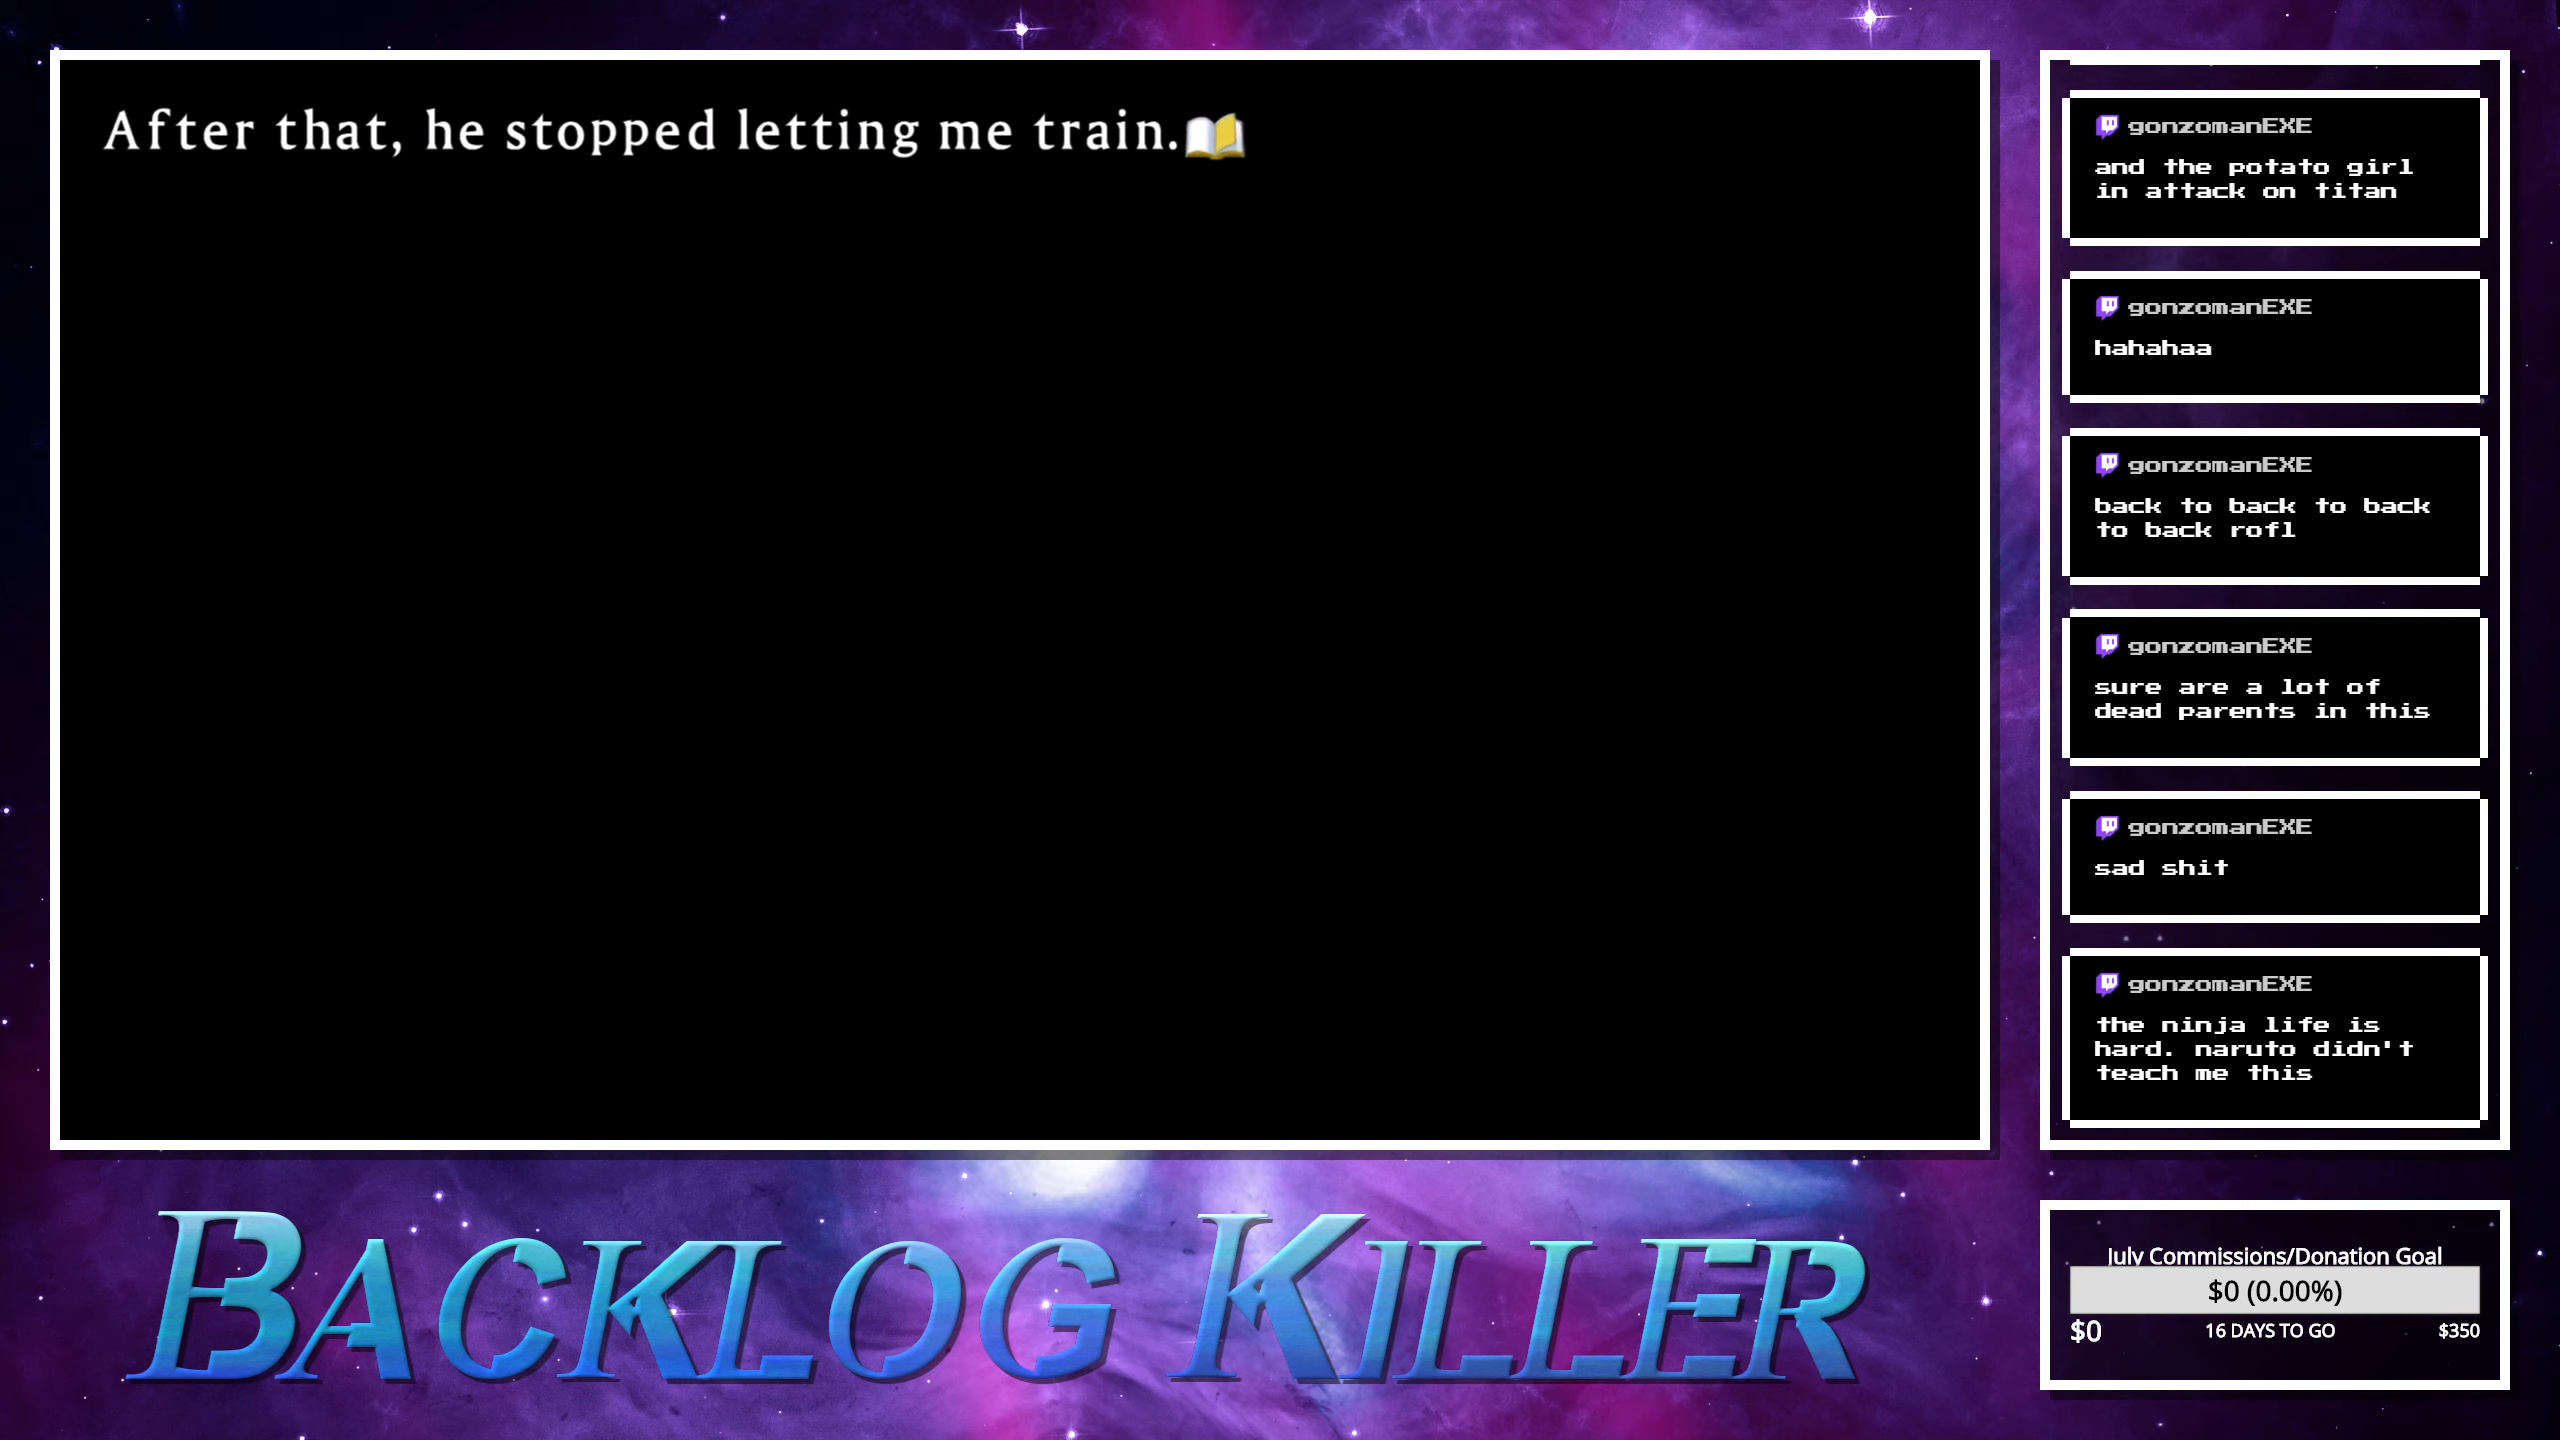 After that, he stopped letting me train.
gonzomanEXE
and the potato girl
in attack on titan
gonzomanEXE
hahahaa
gonzomanEXE
back to back to back
to back rofl
gonzomanEXE
sure are a lot of
dead parents in this
gonzomanEXE
sad shit
gonzomanEXE
the ninja life is
hard. naruto didn't
teach me this
BACKLOG KILLER
July Commissions/Donation Goal
$0 (0.00%)
$0 16 DAYS TO GO $350